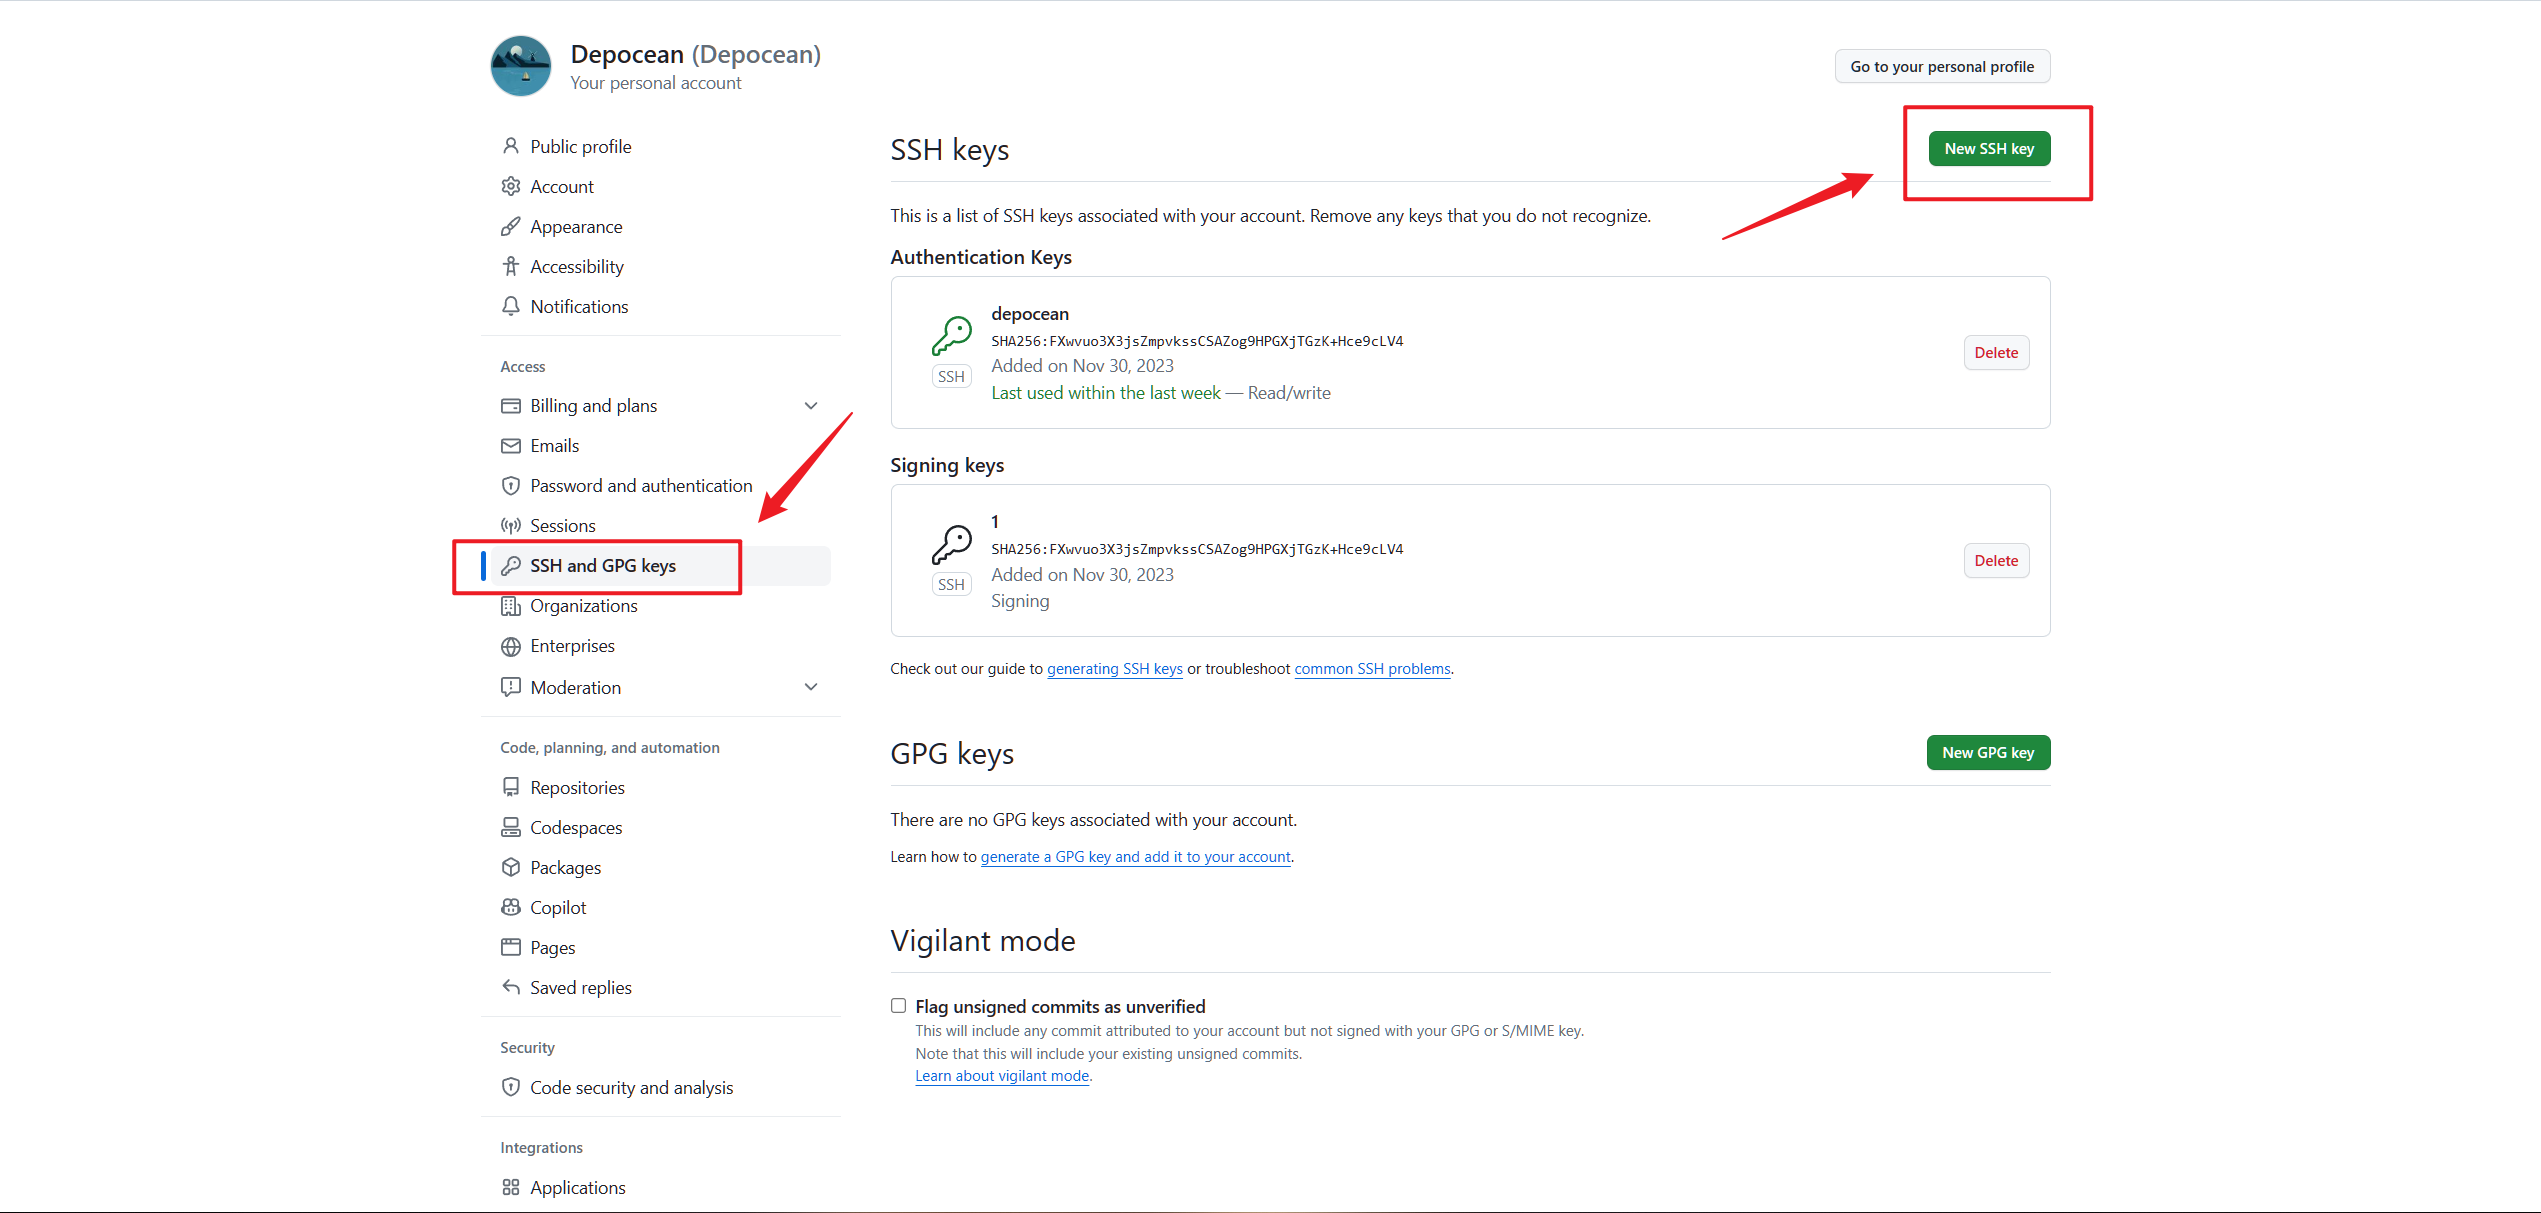 Depocean (Depocean)
Your personal account
Go to your personal profile
Public profile
Account
Appearance
Accessibility
Notifications
Access
Billing and plans
Emails
Password and authentication
Sessions
SSH and GPG keys
Organizations
Enterprises
Moderation
Code, planning, and automation
Repositories
Codespaces
Packages
Copilot
Pages
Saved replies
Security
Code security and analysis
Integrations
Applications
SSH keys
New SSH key
This is a list of SSH keys associated with your account. Remove any keys that you do not recognize.
Authentication Keys
depocean
SHA256:FXwvuo3X3jsZmpvkssCSAZog9HPGXjTGzK+Hce9cLV4
Added on Nov 30, 2023
Last used within the last week — Read/write
SSH
Delete
Signing keys
1
SHA256:FXwvuo3X3jsZmpvkssCSAZog9HPGXjTGzK+Hce9cLV4
Added on Nov 30, 2023
Signing
SSH
Delete
Check out our guide to generating SSH keys or troubleshoot common SSH problems.
GPG keys
New GPG key
There are no GPG keys associated with your account.
Learn how to generate a GPG key and add it to your account.
Vigilant mode
Flag unsigned commits as unverified
This will include any commit attributed to your account but not signed with your GPG or S/MIME key.
Note that this will include your existing unsigned commits.
Learn about vigilant mode.